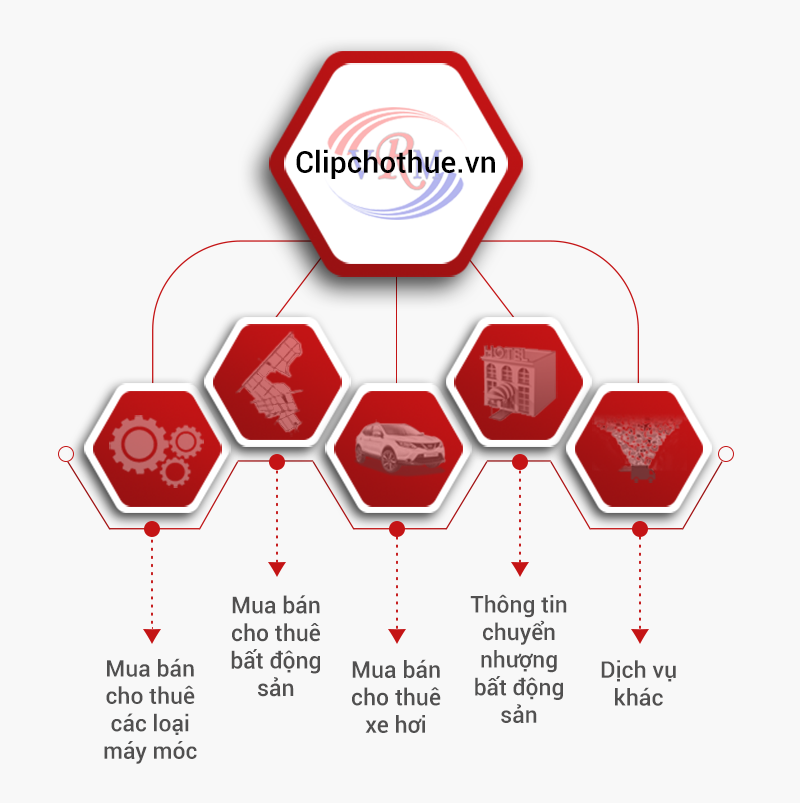 Clipchothue.vn
VRM
HOTEL
Mua bán
cho thuê
các loại
máy móc
Mua bán
cho thuê
bất động
sản
Mua bán
cho thuê
xe hơi
Thông tin
chuyển
nhượng
bất động
sản
Dịch vụ
khác